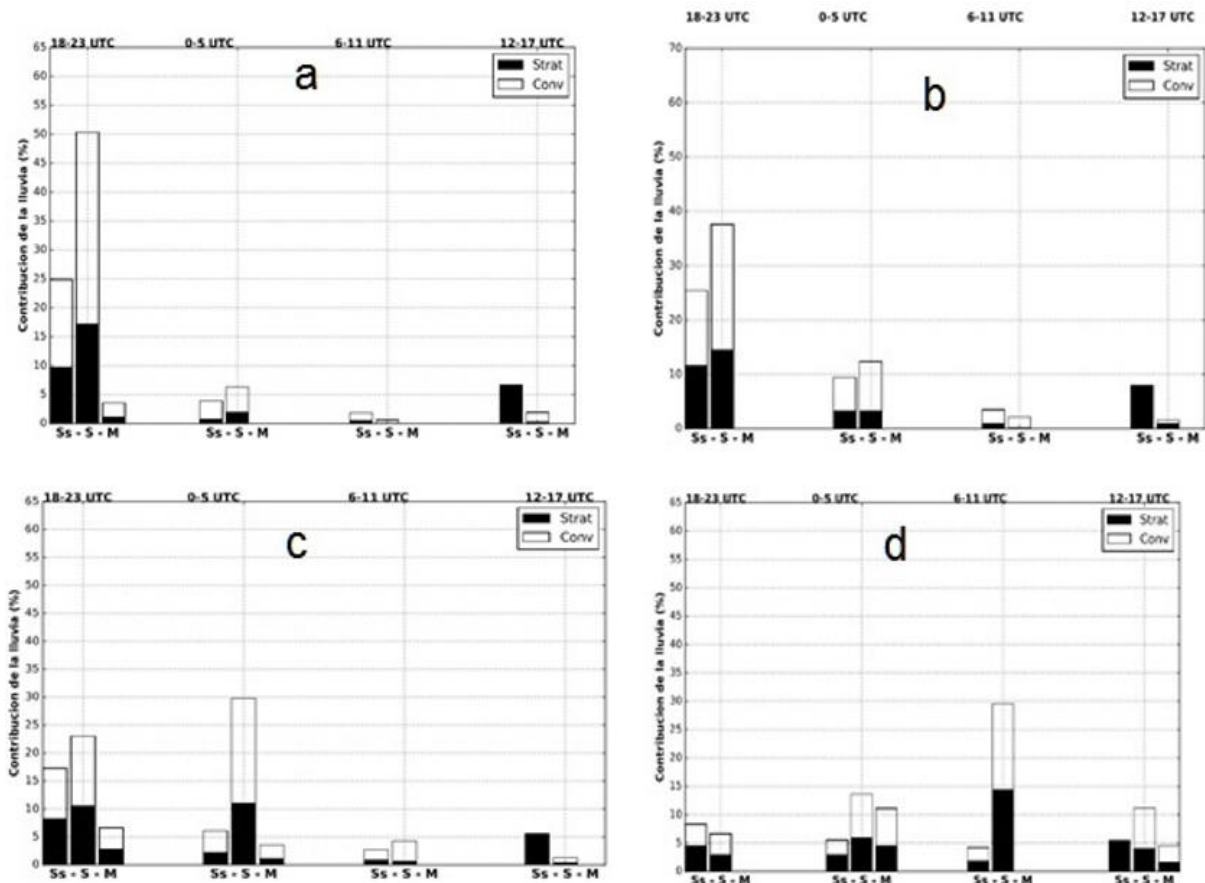 18-23 UTC 0-5 UTC 6-11 UTC 12-17 UTC
65
60
55
50
45
40
35
30
25
20
15
10
5
0
Contribucion de la lluvia (%)
a
Strat
Conv
Ss - S - M Ss - S - M Ss - S - M Ss - S - M
18-23 UTC 0-5 UTC 6-11 UTC 12-17 UTC
70
60
50
40
30
20
10
0
Contribucion de la lluvia (%)
b
Strat
Conv
Ss - S - M Ss - S - M Ss - S - M Ss - S - M
18-23 UTC 0-5 UTC 6-11 UTC 12-17 UTC
65
60
55
50
45
40
35
30
25
20
15
10
5
0
Contribucion de la lluvia (%)
c
Strat
Conv
Ss - S - M Ss - S - M Ss - S - M Ss - S - M
18-23 UTC 0-5 UTC 6-11 UTC 12-17 UTC
65
60
55
50
45
40
35
30
25
20
15
10
5
0
Contribucion de la lluvia (%)
d
Strat
Conv
Ss - S - M Ss - S - M Ss - S - M Ss - S - M